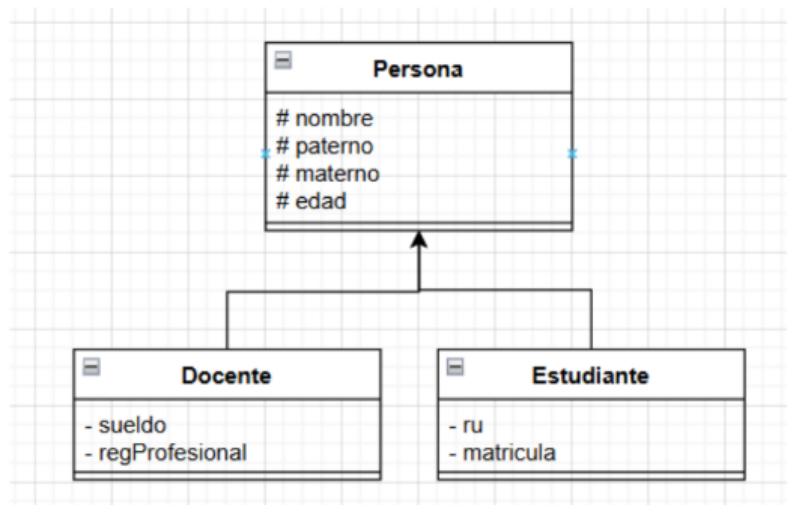 Persona
# nombre
# paterno
# materno
# edad
Docente
- sueldo
- regProfesional
Estudiante
- ru
- matricula